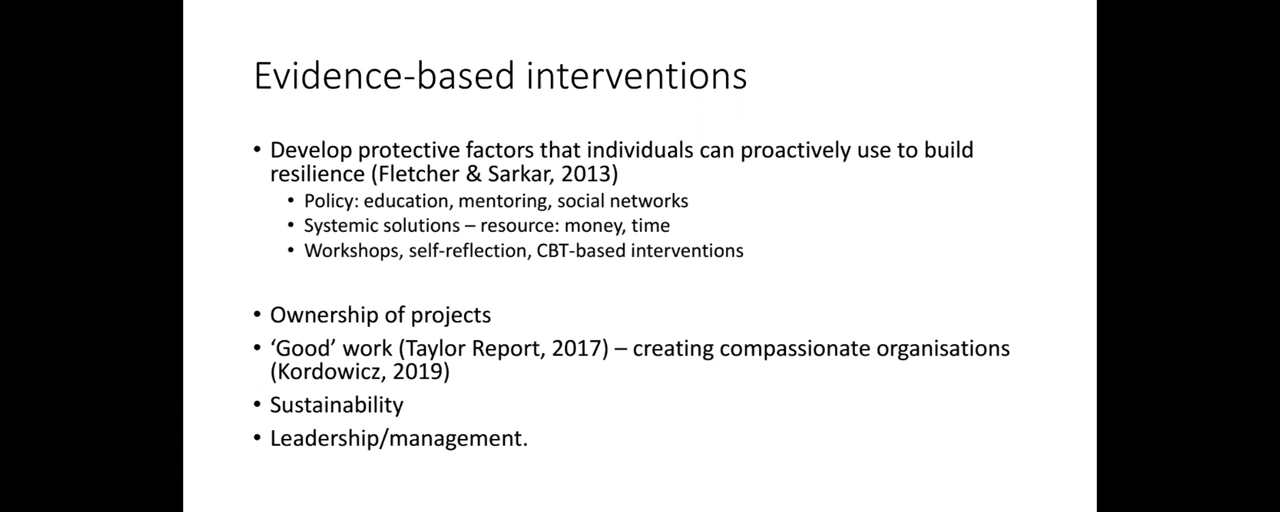 Evidence-based interventions
• Develop protective factors that individuals can proactively use to build
resilience (Fletcher & Sarkar, 2013)
• Policy: education, mentoring, social networks
• Systemic solutions – resource: money, time
• Workshops, self-reflection, CBT-based interventions
• Ownership of projects
• ‘Good’ work (Taylor Report, 2017) – creating compassionate organisations
(Kordowicz, 2019)
• Sustainability
• Leadership/management.